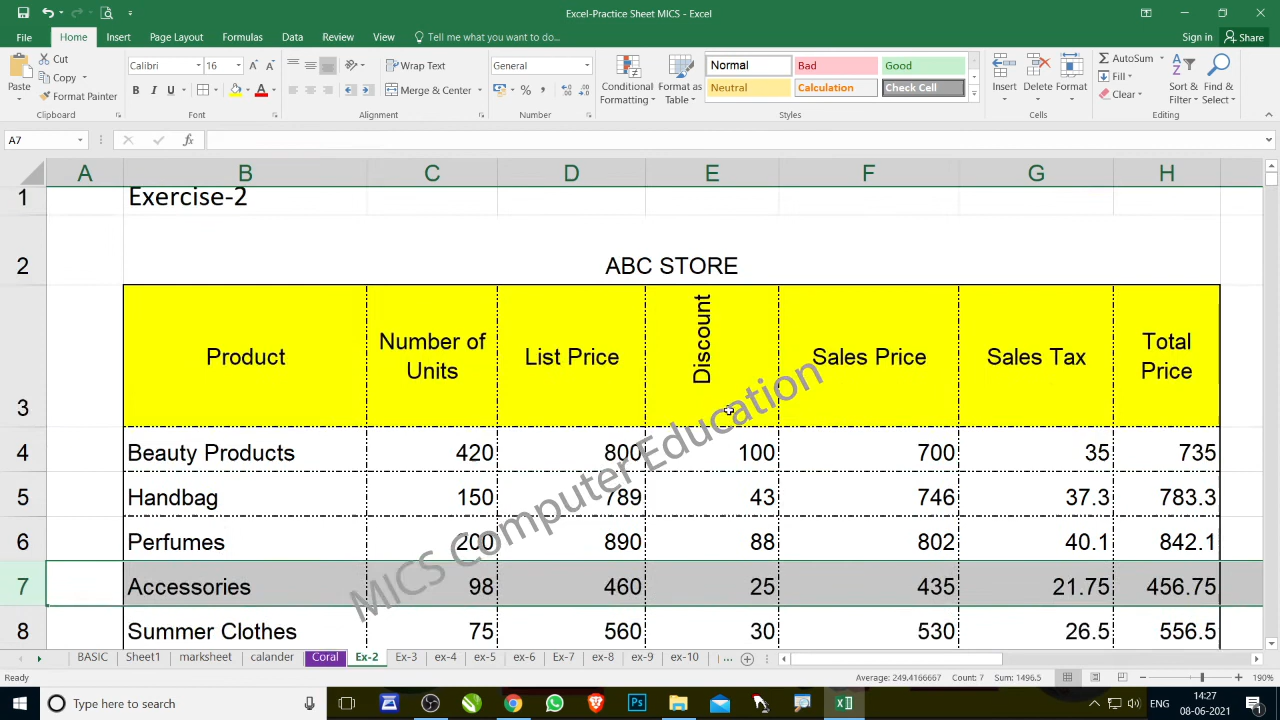 Excel-Practice Sheet MICS - Excel
File Home Insert Page Layout Formulas Data Review View Tell me what you want to do... Sign in Share
Cut
Copy
Format Painter
Paste
Clipboard
Calibri 16
B I U
Font
Wrap Text
Merge & Center
Alignment
General
Number
Conditional Formatting
Format as Table
Normal Bad Good
Neutral Calculation Check Cell
Styles
Insert Delete Format
Cells
AutoSum
Fill
Clear
Sort & Filter
Find & Select
Editing
A7 fx
A B C D E F G H
1 Exercise-2
2 ABC STORE
3 Product Number of Units List Price Discount Sales Price Sales Tax Total Price
4 Beauty Products 420 800 100 700 35 735
5 Handbag 150 789 43 746 37.3 783.3
6 Perfumes 200 890 88 802 40.1 842.1
7 Accessories 98 460 25 435 21.75 456.75
8 Summer Clothes 75 560 30 530 26.5 556.5
MICS Computer Education
BASIC Sheet1 marksheet calander Coral Ex-2 Ex-3 ex-4 ex-5 ex-6 Ex-7 ex-8 ex-9 ex-10 ...
Ready Average: 249.4166667 Count: 7 Sum: 1496.5 190%
Type here to search
ENG
14:27
08-06-2021